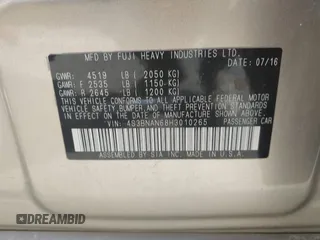 MFD. BY FUJI HEAVY INDUSTRIES LTD.
DATE: 07/16
GVWR: 4519 LB ( 2050 KG)
GAWR: F 2535 LB ( 1150 KG)
GAWR: R 2645 LB ( 1200 KG)
THIS VEHICLE CONFORMS TO ALL APPLICABLE FEDERAL MOTOR VEHICLE
SAFETY, BUMPER, AND THEFT PREVENTION STANDARDS
IN EFFECT ON THE DATE OF MANUFACTURE
SHOWN ABOVE.
VIN: 4S3BNAN68H3010265
PASSENGER CAR
ASSEMBLED BY SIA INC. MADE IN U.S.A.
DREAMBID